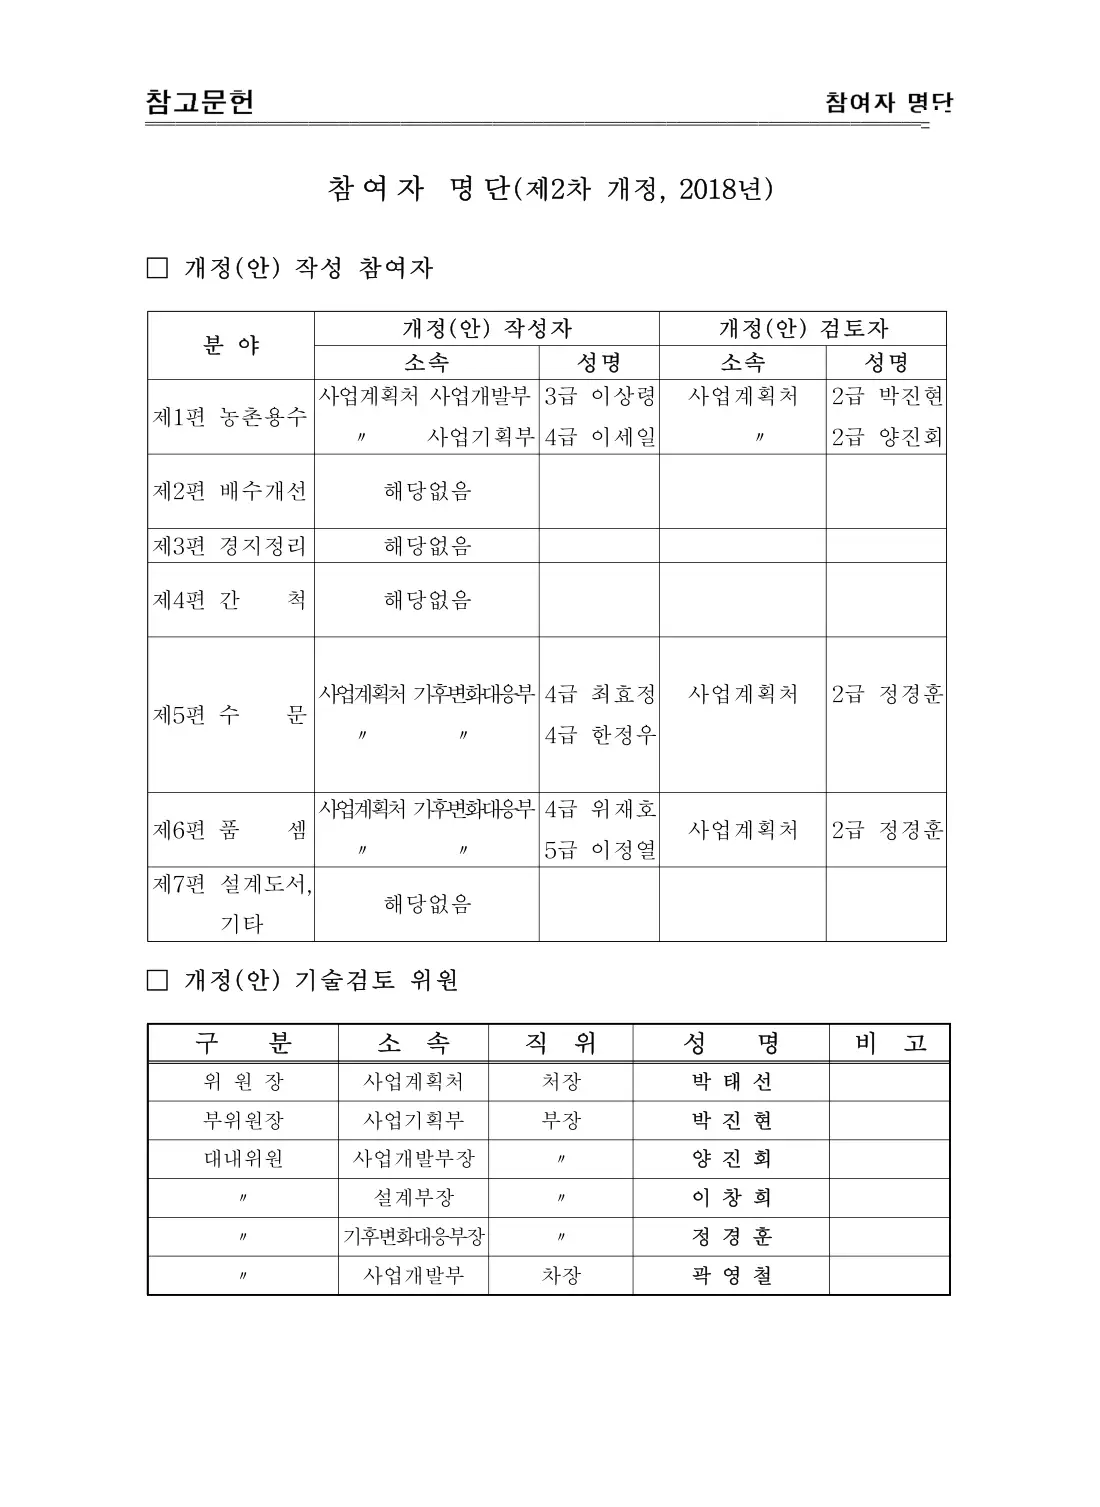 참고문헌 참여자 명단
참여자 명단(제2차 개정, 2018년)
□ 개정(안) 작성 참여자
분 야 개정(안) 작성자 개정(안) 검토자
소속 성명 소속 성명
제1편 농촌용수 사업계획처 사업개발부 3급 이상령 사업계획처 2급 박진현
〃 사업기획부 4급 이세일 〃 2급 양진회
제2편 배수개선 해당없음
제3편 경지정리 해당없음
제4편 간 척 해당없음
제5편 수 문 사업계획처 기후변화대응부 4급 최효정 사업계획처 2급 정경훈
〃 〃 4급 한정우
제6편 품 셈 사업계획처 기후변화대응부 4급 위재호 사업계획처 2급 정경훈
〃 〃 5급 이정열
제7편 설계도서, 해당없음
기타
□ 개정(안) 기술검토 위원
구 분 소 속 직 위 성 명 비 고
위 원 장 사업계획처 처장 박 태 선
부위원장 사업기획부 부장 박 진 현
대내위원 사업개발부장 〃 양 진 회
〃 설계부장 〃 이 창 희
〃 기후변화대응부장 〃 정 경 훈
〃 사업개발부 차장 곽 영 철